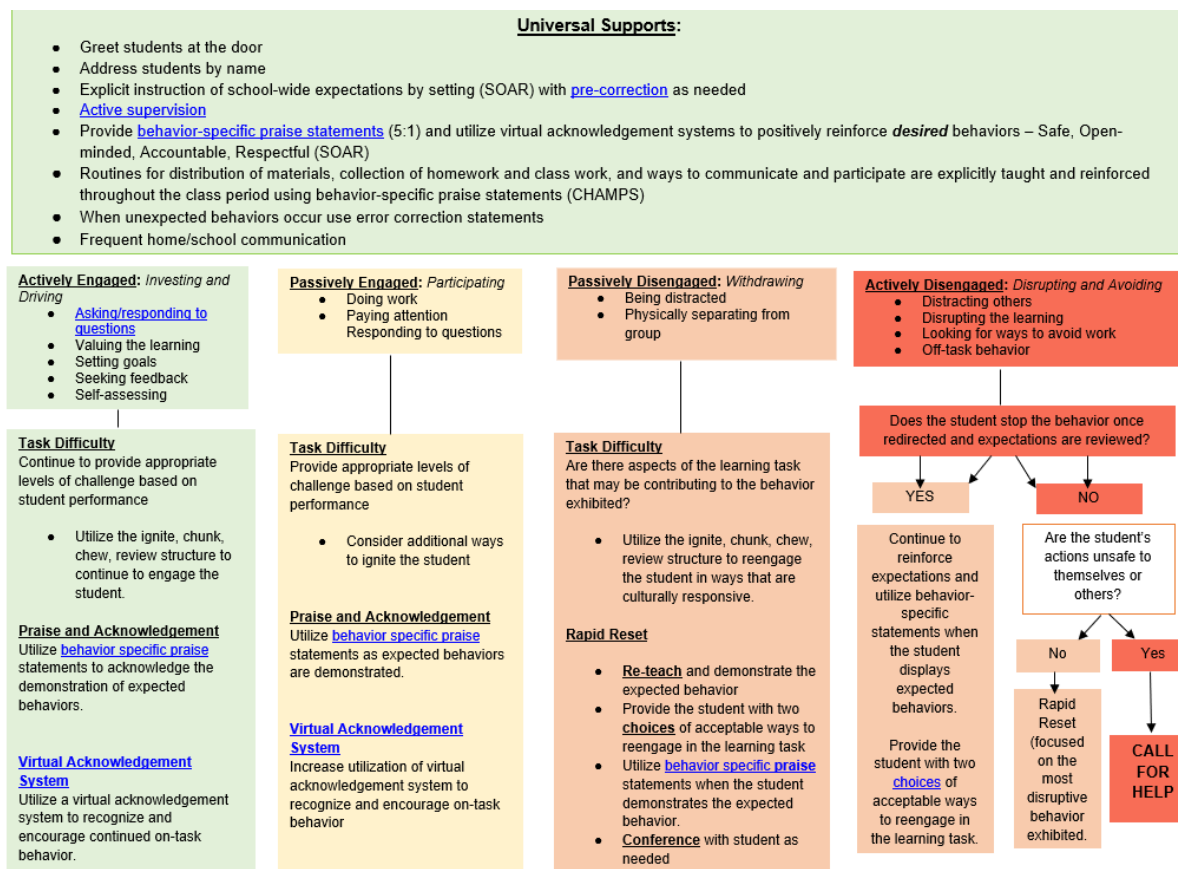 Universal Supports:
● Greet students at the door
● Address students by name
● Explicit instruction of school-wide expectations by setting (SOAR) with pre-correction as needed
● Active supervision
● Provide behavior-specific praise statements (5:1) and utilize virtual acknowledgement systems to positively reinforce desired behaviors – Safe, Open-
minded, Accountable, Respectful (SOAR)
● Routines for distribution of materials, collection of homework and class work, and ways to communicate and participate are explicitly taught and reinforced
throughout the class period using behavior-specific praise statements (CHAMPS)
● When unexpected behaviors occur use error correction statements
● Frequent home/school communication
Actively Engaged: Investing and
Driving
● Asking/responding to
questions
● Valuing the learning
● Setting goals
● Seeking feedback
● Self-assessing
Task Difficulty
Continue to provide appropriate
levels of challenge based on
student performance
● Utilize the ignite, chunk,
chew, review structure to
continue to engage the
student.
Praise and Acknowledgement
Utilize behavior specific praise
statements to acknowledge the
demonstration of expected
behaviors.
Virtual Acknowledgement
System
Utilize a virtual acknowledgement
system to recognize and
encourage continued on-task
behavior.
Passively Engaged: Participating
● Doing work
● Paying attention
Responding to questions
Task Difficulty
Provide appropriate levels of
challenge based on student
performance
● Consider additional ways
to ignite the student
Praise and Acknowledgement
Utilize behavior specific praise
statements as expected behaviors
are demonstrated.
Virtual Acknowledgement
System
Increase utilization of virtual
acknowledgement system to
recognize and encourage on-task
behavior
Passively Disengaged: Withdrawing
● Being distracted
● Physically separating from
group
Task Difficulty
Are there aspects of the learning task
that may be contributing to the behavior
exhibited?
● Utilize the ignite, chunk, chew,
review structure to reengage
the student in ways that are
culturally responsive.
Rapid Reset
● Re-teach and demonstrate the
expected behavior
● Provide the student with two
choices of acceptable ways to
reengage in the learning task
● Utilize behavior specific praise
statements when the student
demonstrates the expected
behavior.
● Conference with student as
needed
Actively Disengaged: Disrupting and Avoiding
● Distracting others
● Disrupting the learning
● Looking for ways to avoid work
● Off-task behavior
Does the student stop the behavior once
redirected and expectations are reviewed?
YES
NO
Continue to
reinforce
expectations and
utilize behavior-
specific
statements when
the student
displays
expected
behaviors.
Provide the
student with two
choices of
acceptable ways
to reengage in
the learning task.
Are the student's
actions unsafe to
themselves or
others?
No
Yes
Rapid
Reset
(focused
on the
most
disruptive
behavior
exhibited.
CALL
FOR
HELP